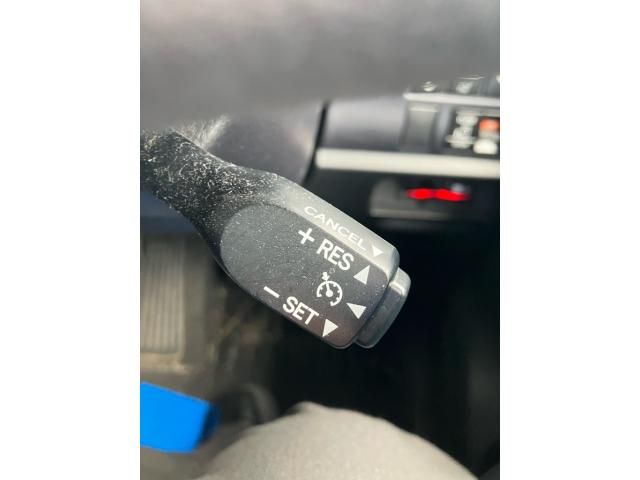 CANCEL ▼
+ RES ▲
- SET ▼